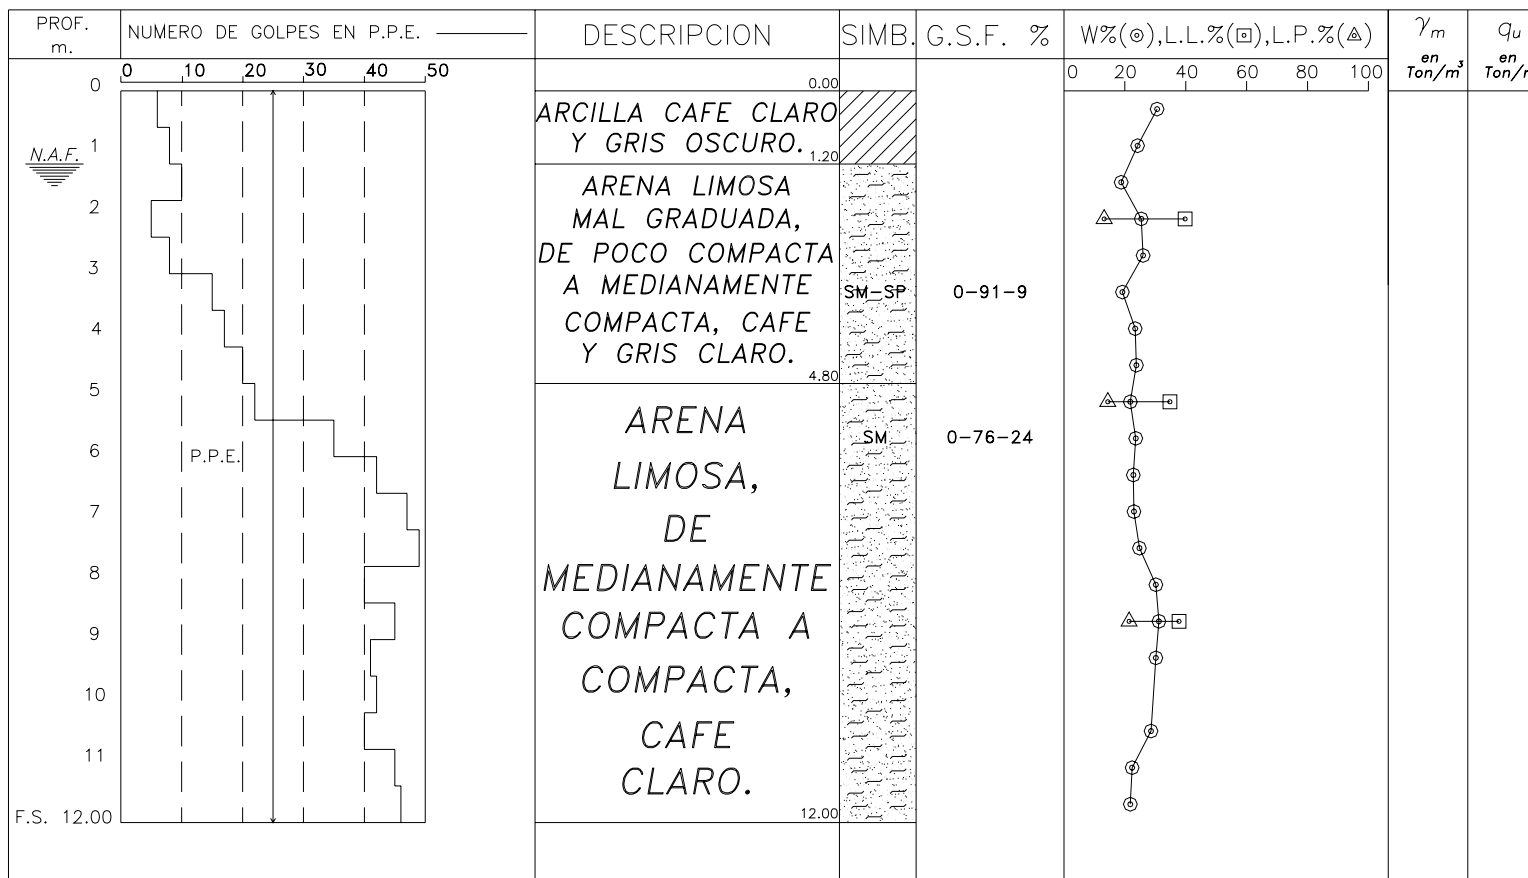 PROF.
m.
NUMERO DE GOLPES EN P.P.E.
DESCRIPCION
SIMB.
G.S.F. %
W%(⊙),L.L.%(⊡),L.P.%(◬)
γm
en
Ton/m³
qu
en
Ton/m
0 10 20 30 40 50
0 20 40 60 80 100
0
1
N.A.F.
2
3
4
5
6
7
8
9
10
11
F.S. 12.00
P.P.E.
0.00
ARCILLA CAFE CLARO
Y GRIS OSCURO.
1.20
ARENA LIMOSA
MAL GRADUADA,
DE POCO COMPACTA
A MEDIANAMENTE
COMPACTA, CAFE
Y GRIS CLARO.
4.80
SM-SP
0-91-9
ARENA
LIMOSA,
DE
MEDIANAMENTE
COMPACTA A
COMPACTA,
CAFE
CLARO.
12.00
SM
0-76-24